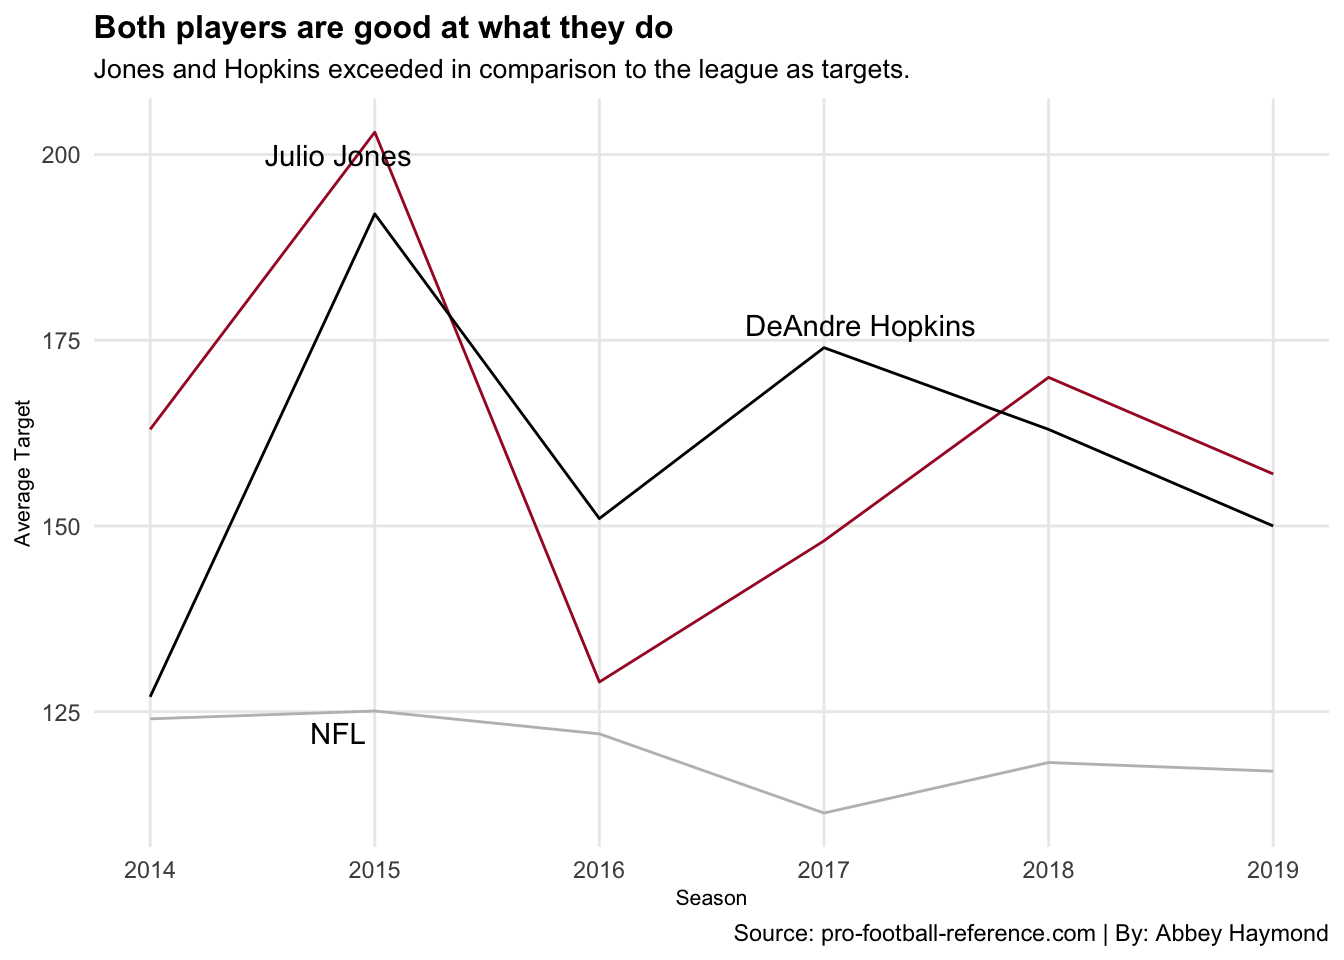 Both players are good at what they do
Jones and Hopkins exceeded in comparison to the league as targets.
200
Julio Jones
DeAndre Hopkins
175
Average Target
150
125
NFL
2014 2015 2016 2017 2018 2019
Season
Source: pro-football-reference.com | By: Abbey Haymond